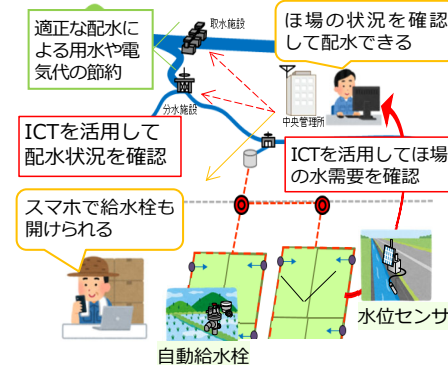 適正な配水に
よる用水や電
気代の節約
取水施設
ほ場の状況を確認
して配水できる
分水施設
中央管理所
ICTを活用して
配水状況を確認
ICTを活用してほ場
の水需要を確認
スマホで給水栓も
開けられる
水位センサ
自動給水栓